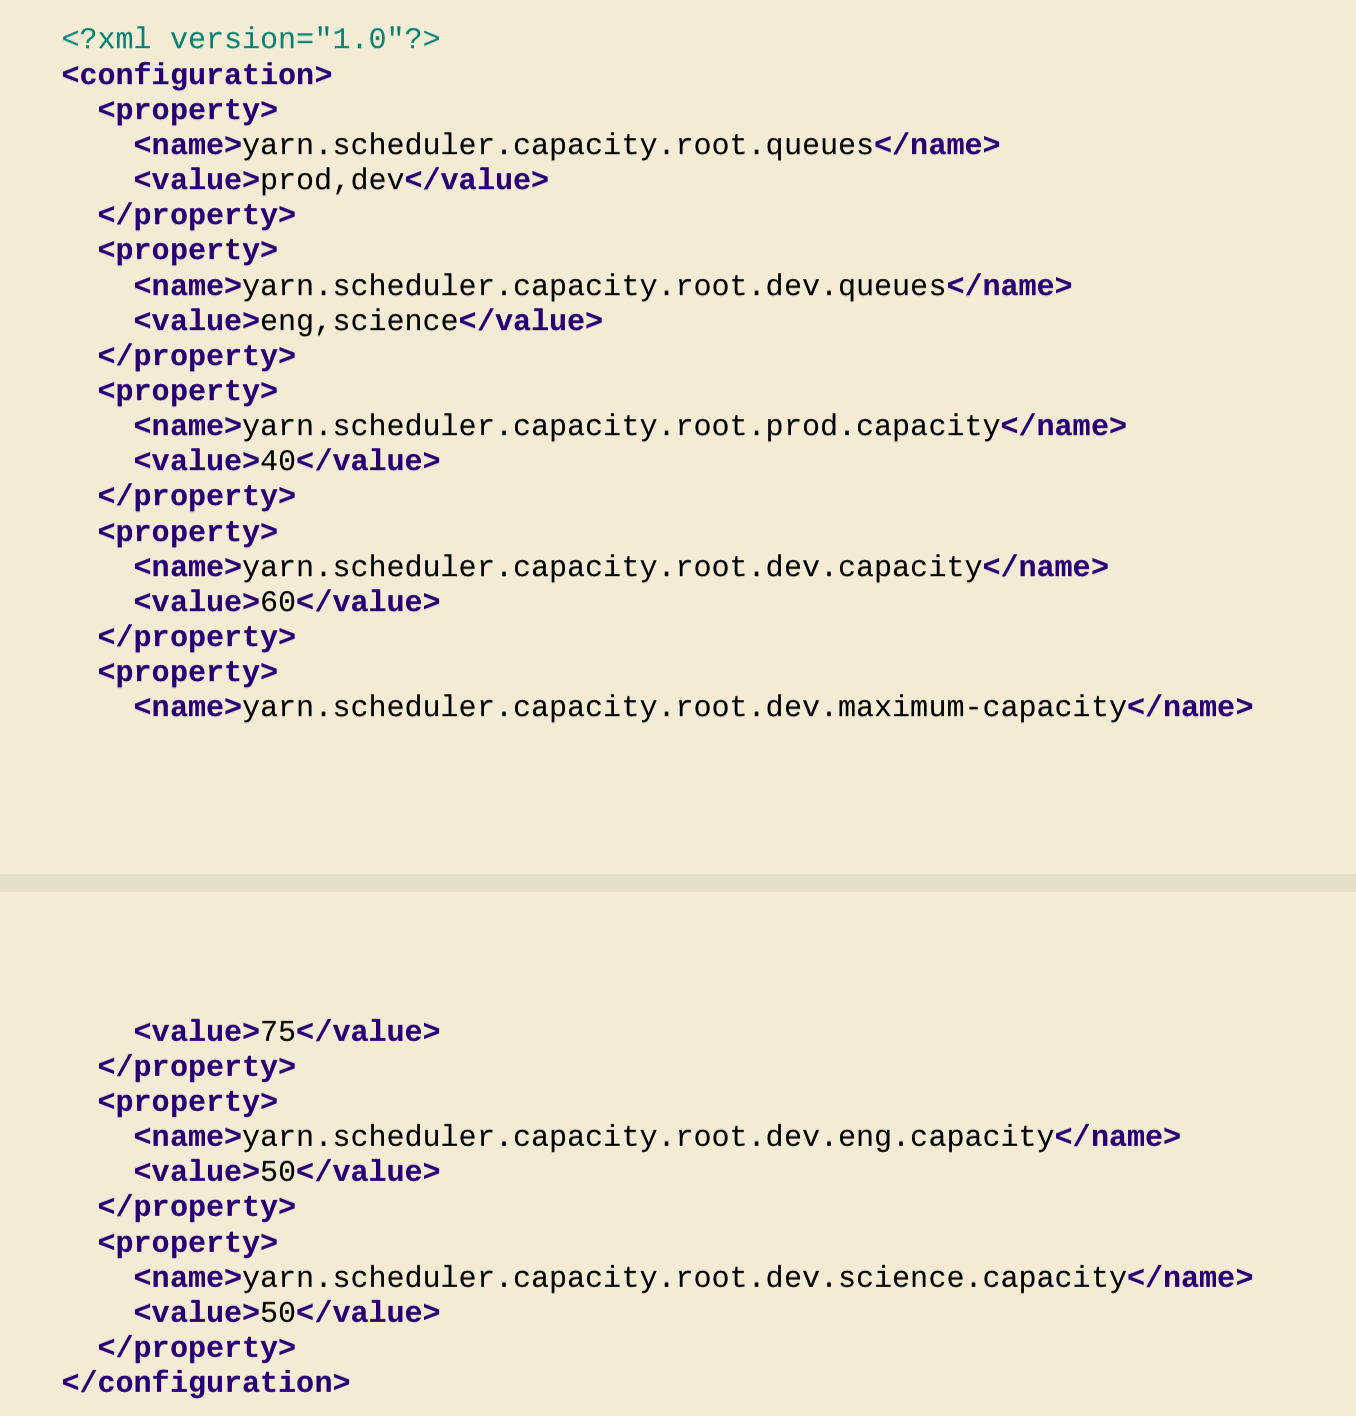 <?xml version="1.0"?>
<configuration>
  <property>
    <name>yarn.scheduler.capacity.root.queues</name>
    <value>prod,dev</value>
  </property>
  <property>
    <name>yarn.scheduler.capacity.root.dev.queues</name>
    <value>eng,science</value>
  </property>
  <property>
    <name>yarn.scheduler.capacity.root.prod.capacity</name>
    <value>40</value>
  </property>
  <property>
    <name>yarn.scheduler.capacity.root.dev.capacity</name>
    <value>60</value>
  </property>
  <property>
    <name>yarn.scheduler.capacity.root.dev.maximum-capacity</name>
    <value>75</value>
  </property>
  <property>
    <name>yarn.scheduler.capacity.root.dev.eng.capacity</name>
    <value>50</value>
  </property>
  <property>
    <name>yarn.scheduler.capacity.root.dev.science.capacity</name>
    <value>50</value>
  </property>
</configuration>